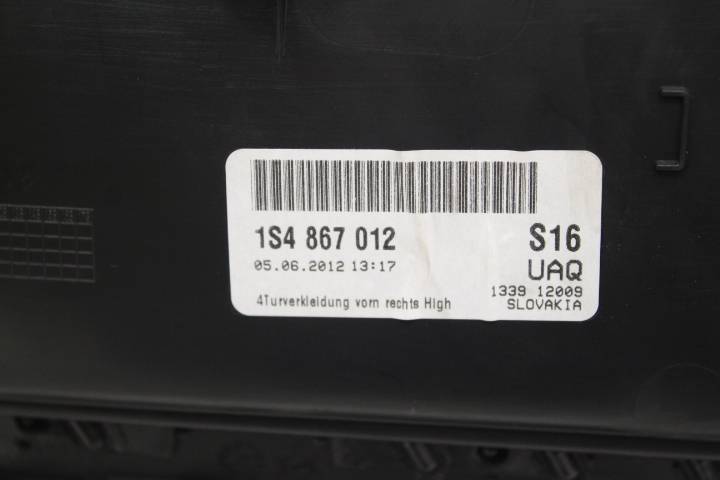 1S4 867 012 S16
05.06.2012 13:17 UAQ
1339 12009
4Turverkleidung vorn rechts High SLOVAKIA